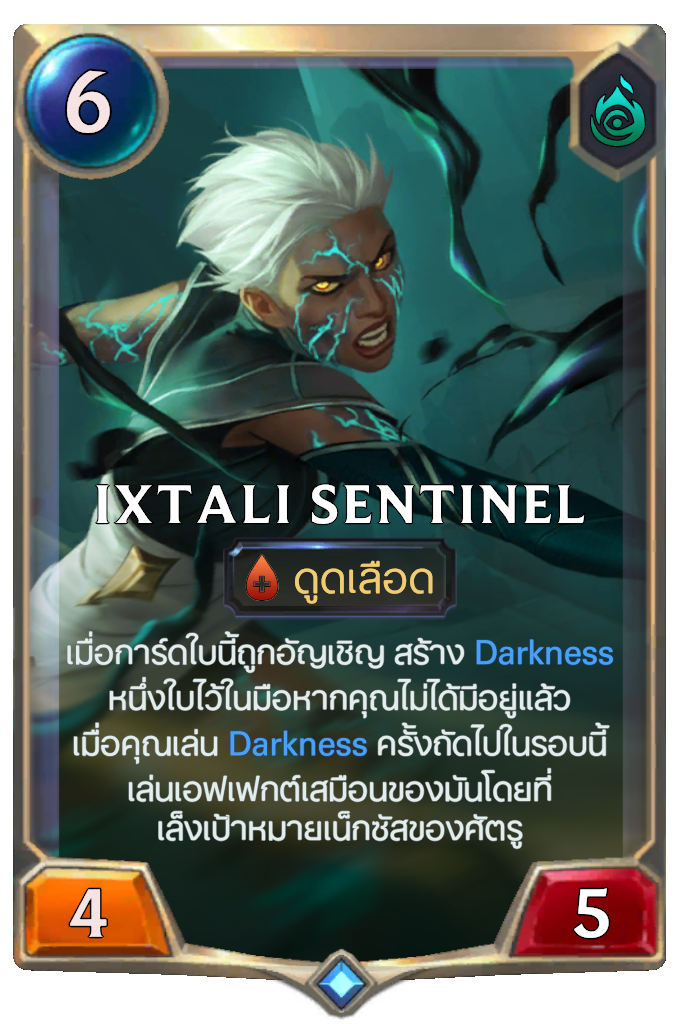 6
IXTALI SENTINEL
ดูดเลือด
เมื่อการ์ดใบนี้ถูกอัญเชิญ สร้าง Darkness
หนึ่งใบไว้ในมือหากคุณไม่ได้มีอยู่แล้ว
เมื่อคุณเล่น Darkness ครั้งถัดไปในรอบนี้
เล่นเอฟเฟกต์เสมือนของมันโดยที่
เล็งเป้าหมายเน็กซัสของศัตรู
4
5